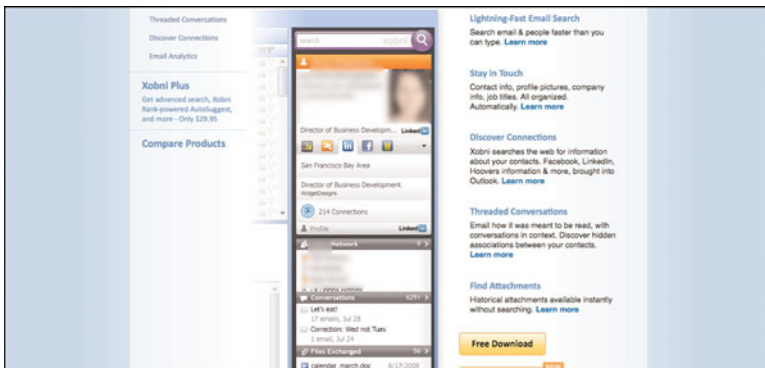 Threaded Conversations
Discover Connections
Email Analytics
Xobni Plus
Get advanced search, Xobni
Rank-powered AutoSuggest,
and more - Only $29.95
Compare Products
search
xobni
Director of Business Developm... Linked in
San Francisco Bay Area
Director of Business Development
WidgetDesigns
214 Connections
Profile
Linked in
Network
Conversations 6291
Let's eat!
17 emails, Jul 28
Correction: Wed not Tues
1 email, Jul 24
Files Exchanged
calendar_march.doc 6/17/2008
Lightning-Fast Email Search
Search email & people faster than you
can type. Learn more
Stay in Touch
Contact info, profile pictures, company
info, job titles. All organized.
Automatically. Learn more
Discover Connections
Xobni searches the web for information
about your contacts. Facebook, LinkedIn,
Hoovers information & more, brought into
Outlook. Learn more
Threaded Conversations
Email how it was meant to be read, with
conversations in context. Discover hidden
associations between your contacts.
Learn more
Find Attachments
Historical attachments available instantly
without searching. Learn more
Free Download
NEW